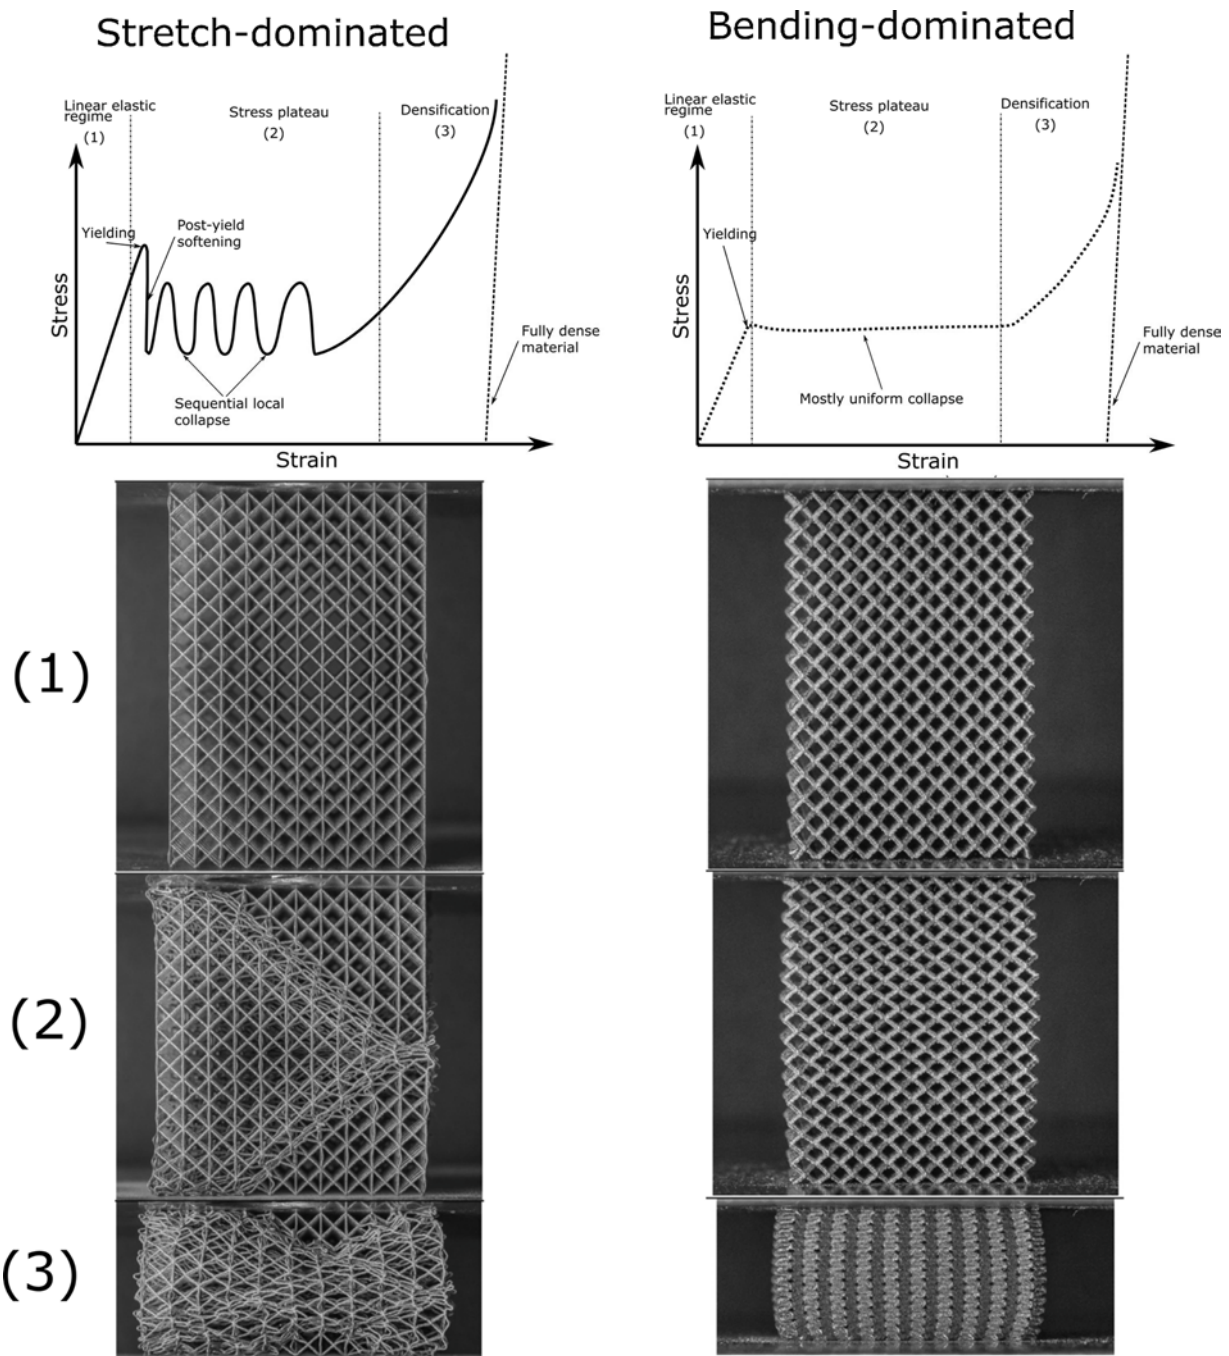 Stretch-dominated
Linear elastic
regime
(1)
Stress plateau
(2)
Densification
(3)
Yielding
Post-yield
softening
Stress
Sequential local
collapse
Fully dense
material
Strain
Bending-dominated
Linear elastic
regime
(1)
Stress plateau
(2)
Densification
(3)
Yielding
Stress
Mostly uniform collapse
Fully dense
material
Strain
(1)
(2)
(3)